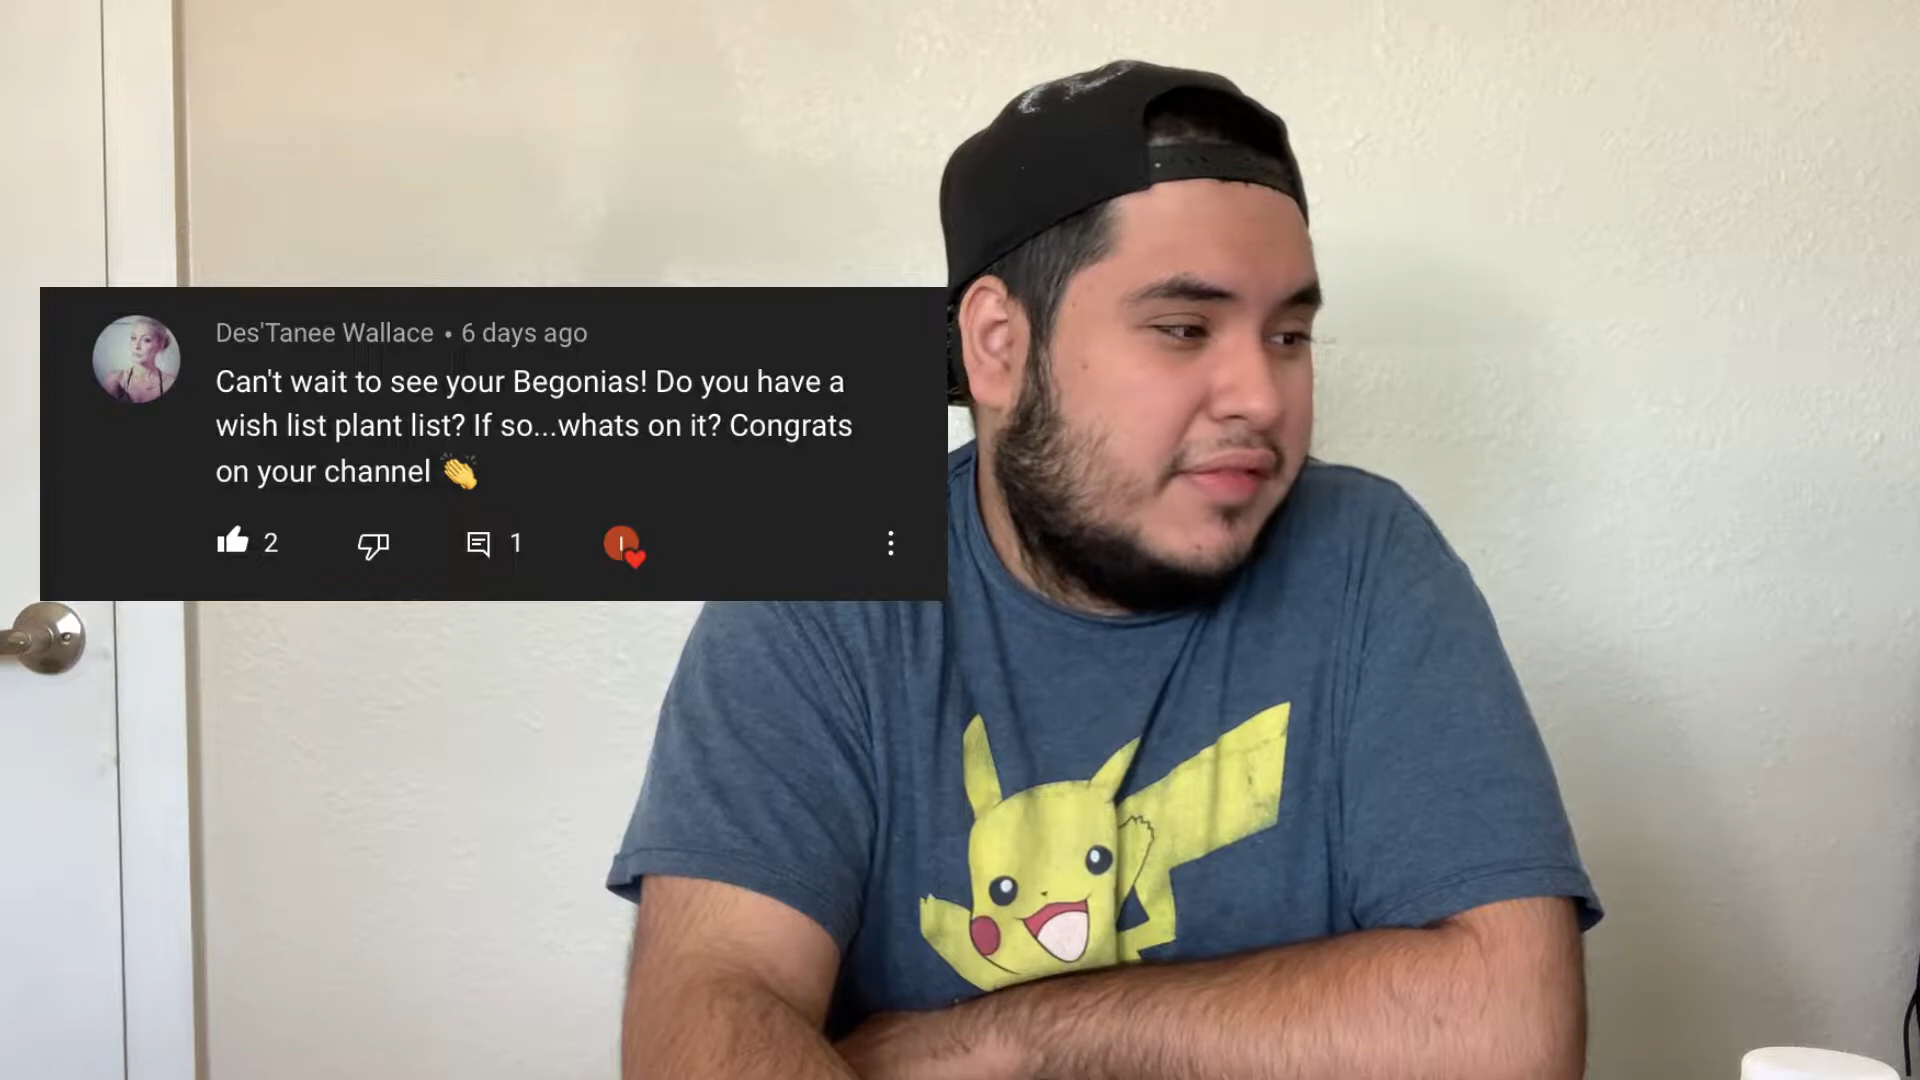 Des'Tanee Wallace • 6 days ago
Can't wait to see your Begonias! Do you have a
wish list plant list? If so...whats on it? Congrats
on your channel 👏
2
1
I